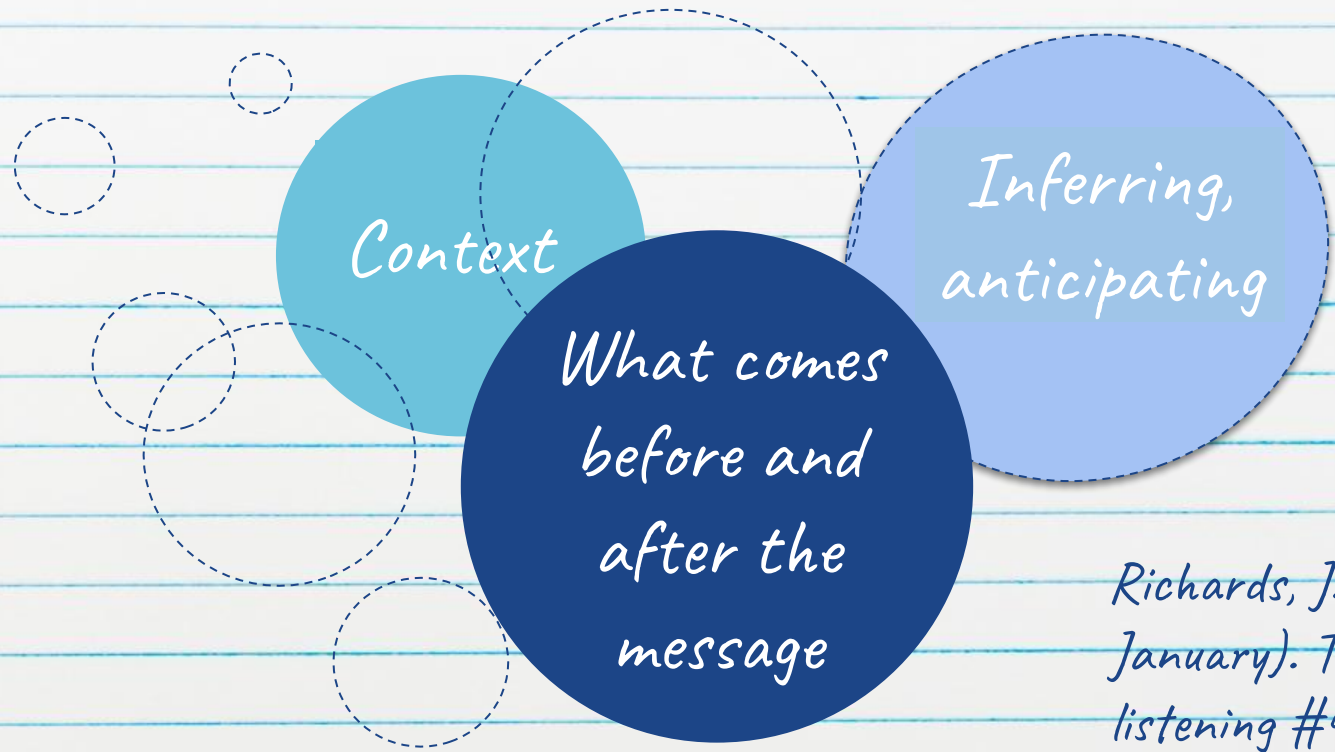 Context
Inferring,
anticipating
What comes
before and
after the
message
Richards, J.
January). T
listening #